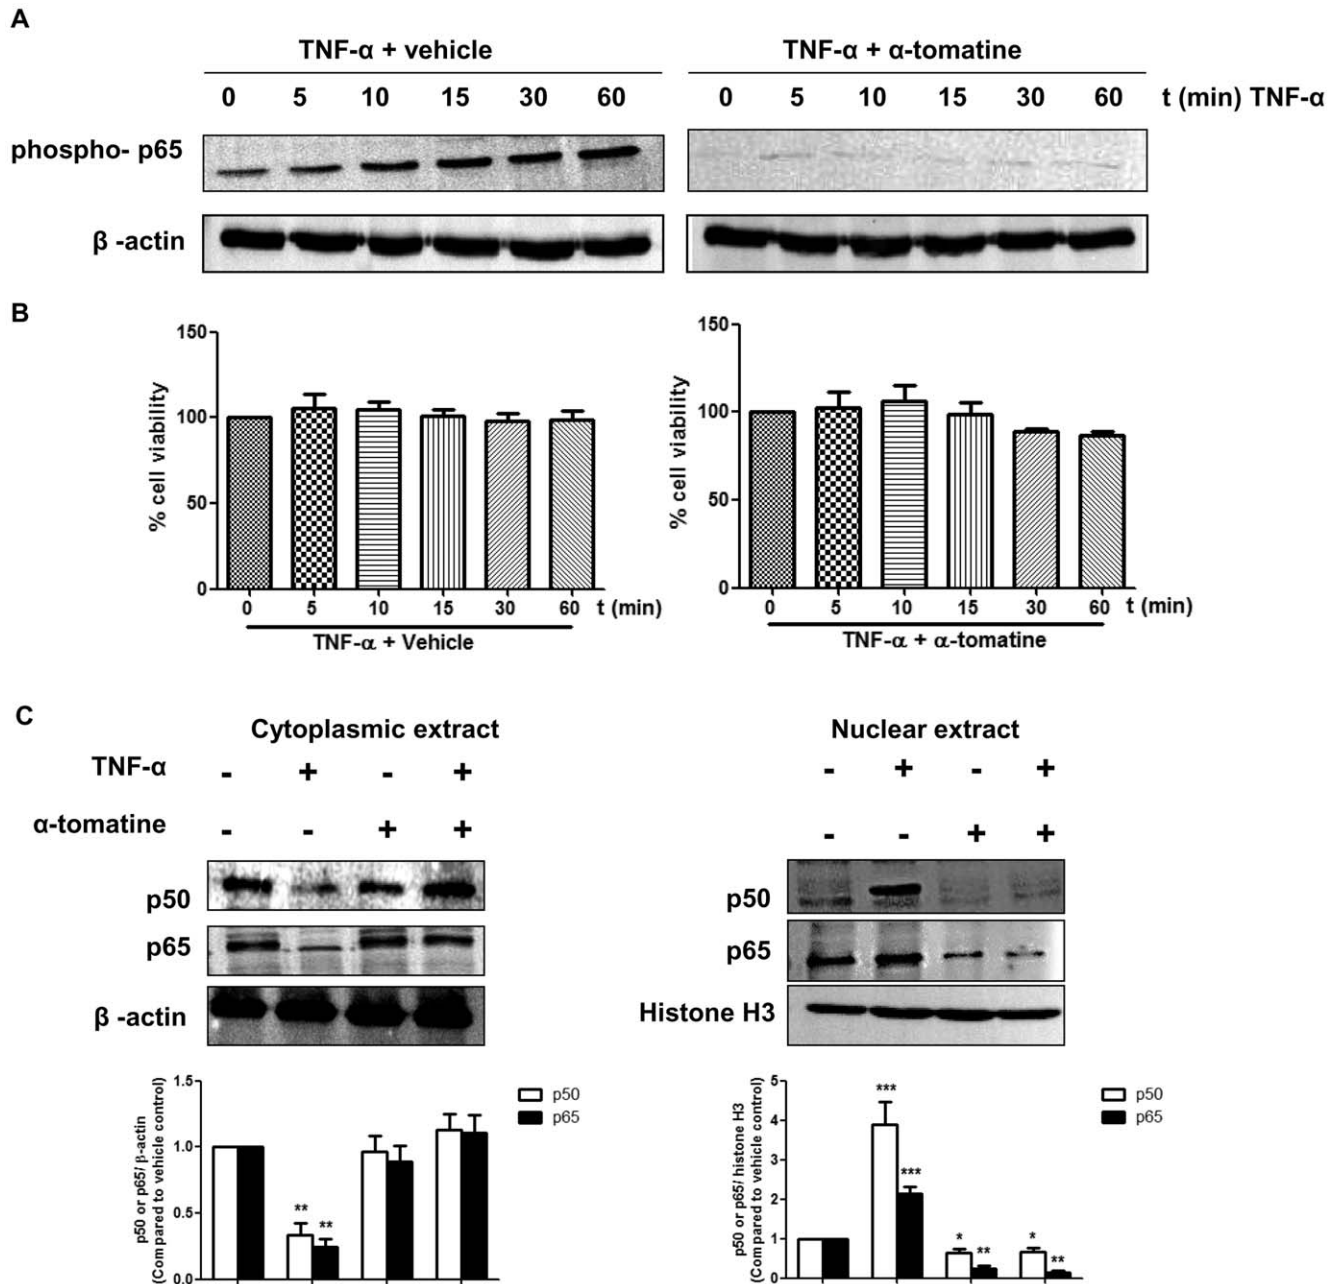 A
TNF-α + vehicle
TNF-α + α-tomatine
0 5 10 15 30 60
0 5 10 15 30 60 t (min) TNF-α
phospho- p65
β -actin
B
150
100
50
0
% cell viability
0 5 10 15 30 60 t (min)
TNF-α + Vehicle
150
100
50
0
% cell viability
0 5 10 15 30 60 t (min)
TNF-α + α-tomatine
C
Cytoplasmic extract
TNF-α - + - +
α-tomatine - - + +
p50
p65
β -actin
Nuclear extract
- + - +
- - + +
p50
p65
Histone H3
p50 or p65/ β-actin
(Compared to vehicle control)
1.5
1.0
0.5
0.0
** **
p50
p65
p50 or p65/ histone H3
(Compared to vehicle control)
5
4
3
2
1
0
*** *** * ** * **
p50
p65